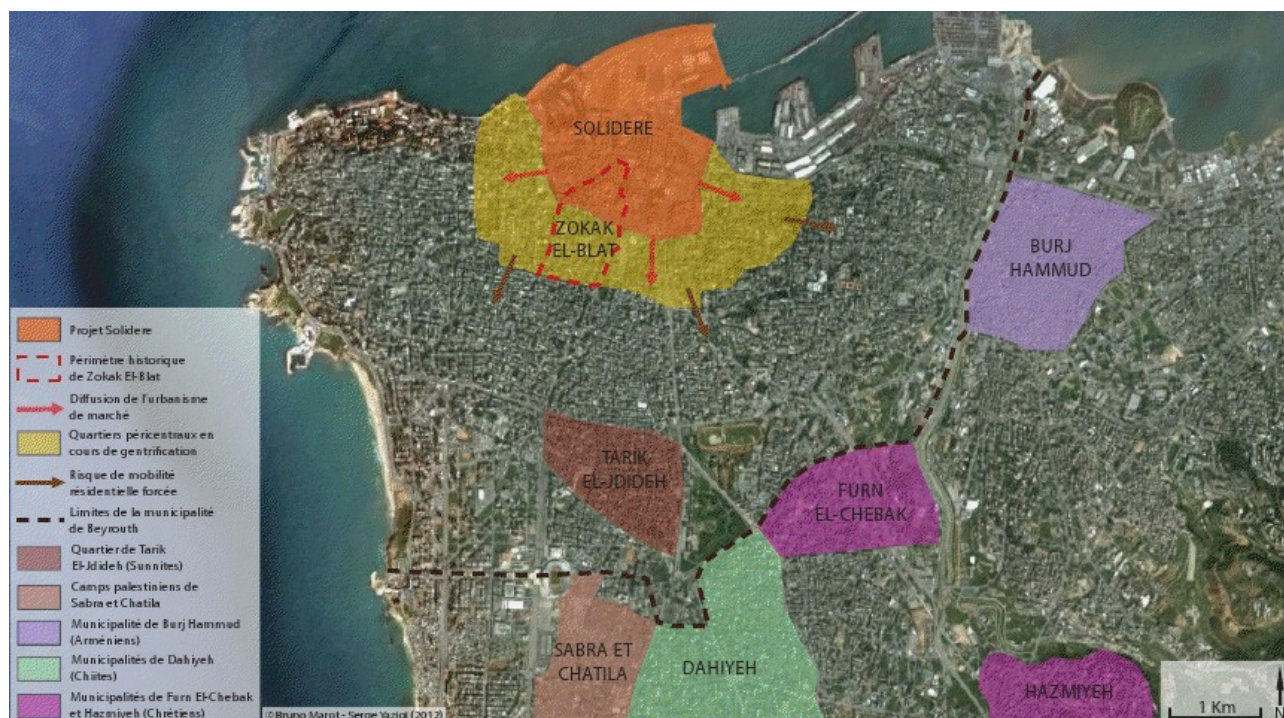 SOLIDERE
ZOKAK
EL-BLAT
BURJ
HAMMUD
TARIK
EL-JDIDEH
FURN
EL-CHEBAK
SABRA ET
CHATILA
DAHIYEH
HAZMIYEH
Projet Solidere
Périmètre historique
de Zokak El-Blat
Diffusion de l'urbanisme
de marché
Quartiers péricentraux en
cours de gentrification
Risque de mobilité
résidentielle forcée
Limites de la municipalité
de Beyrouth
Quartier de Tarik
El-Jdideh (Sunnites)
Camps palestiniens de
Sabra et Chatila
Municipalité de Burj Hammud
(Arméniens)
Municipalités de Dahiyeh
(Chiites)
Municipalités de Furn El-Chebak
et Hazmiyeh (Chrétiens)
© Bruno Marot - Serge Yazigi (2012)
1 Km
N